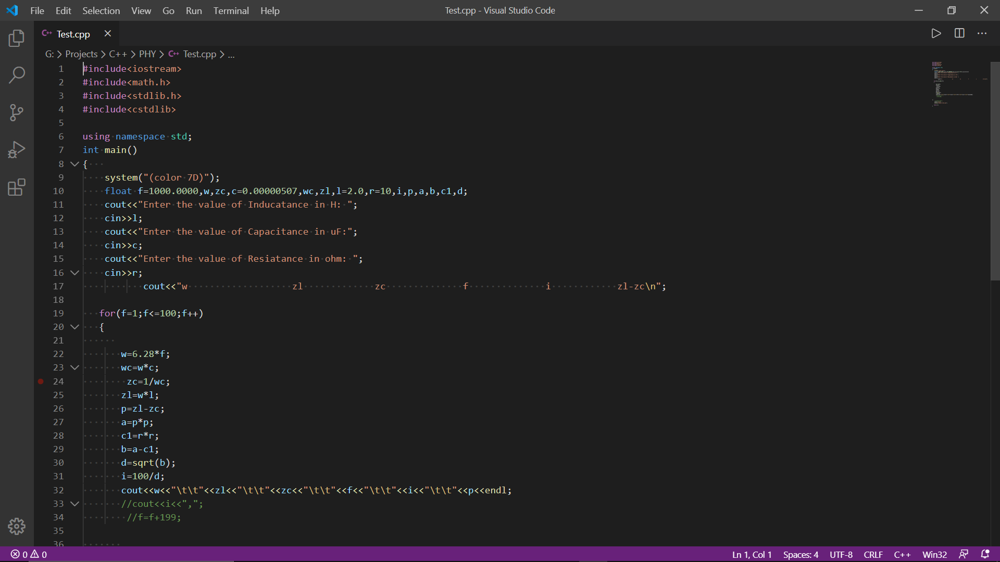 File Edit Selection View Go Run Terminal Help Test.cpp - Visual Studio Code
C++ Test.cpp
G: > Projects > C++ > PHY > C++ Test.cpp > ...
1 #include<iostream>
2 #include<math.h>
3 #include<stdlib.h>
4 #include<cstdlib>
5
6 using namespace std;
7 int main()
8 {
9 system("(color 7D)");
10 float f=1000.0000,w,zc,c=0.00000507,wc,zl,l=2.0,r=10,i,p,a,b,c1,d;
11 cout<<"Enter the value of Inducatance in H: ";
12 cin>>l;
13 cout<<"Enter the value of Capacitance in uF:";
14 cin>>c;
15 cout<<"Enter the value of Resiatance in ohm: ";
16 cin>>r;
17 cout<<"w                   zl             zc              f              i            zl-zc\n";
18
19 for(f=1;f<=100;f++)
20 {
21
22 w=6.28*f;
23 wc=w*c;
24 zc=1/wc;
25 zl=w*l;
26 p=zl-zc;
27 a=p*p;
28 c1=r*r;
29 b=a-c1;
30 d=sqrt(b);
31 i=100/d;
32 cout<<w<<"\t\t"<<zl<<"\t\t"<<zc<<"\t\t"<<f<<"\t\t"<<i<<"\t\t"<<p<<endl;
33 //cout<<i<<",";
34 //f=f+199;
35
36
0 0 Ln 1, Col 1 Spaces: 4 UTF-8 CRLF C++ Win32